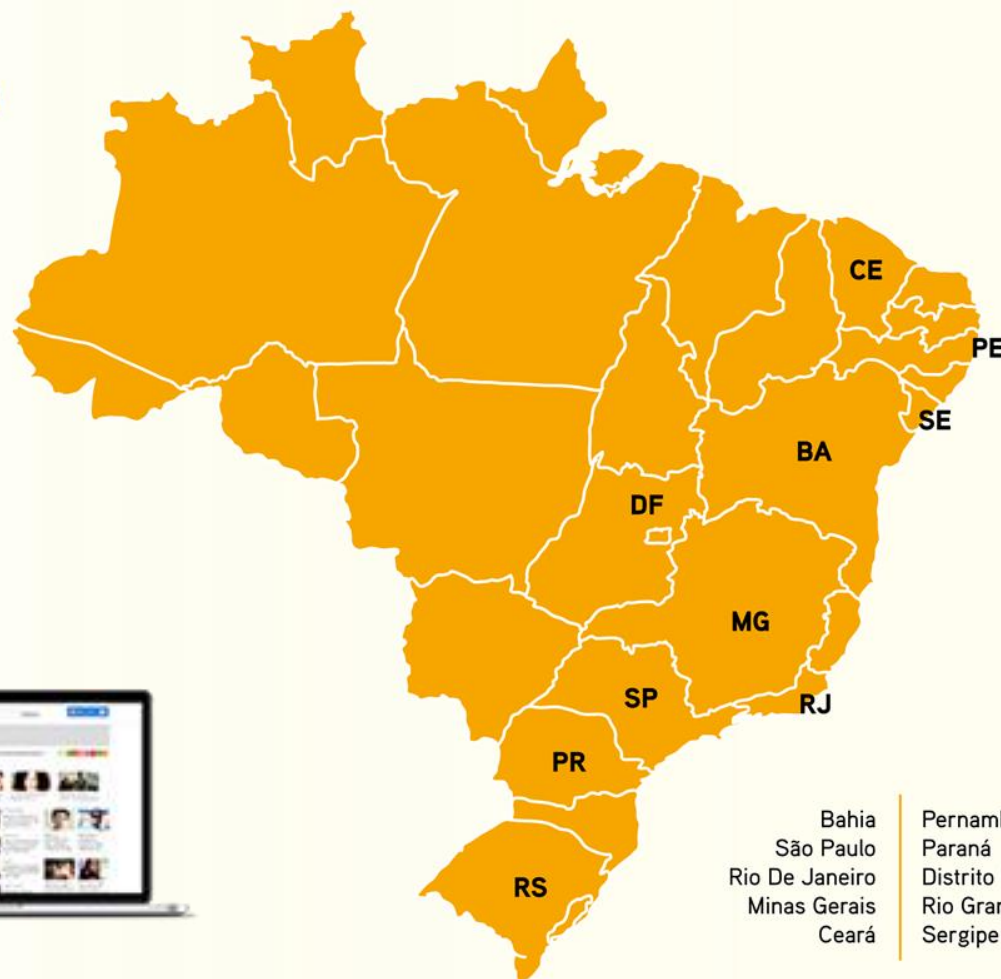 CE
PE
SE
BA
DF
MG
SP
RJ
PR
RS
Bahia
São Paulo
Rio De Janeiro
Minas Gerais
Ceará
Paraná
Distrito
Sergipe